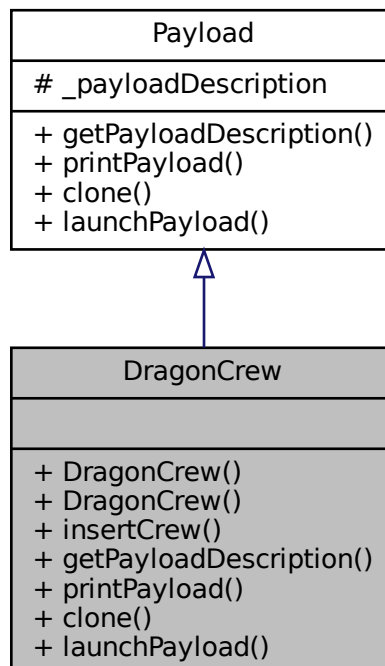 Payload
# _payloadDescription
+ getPayloadDescription()
+ printPayload()
+ clone()
+ launchPayload()
DragonCrew
+ DragonCrew()
+ DragonCrew()
+ insertCrew()
+ getPayloadDescription()
+ printPayload()
+ clone()
+ launchPayload()